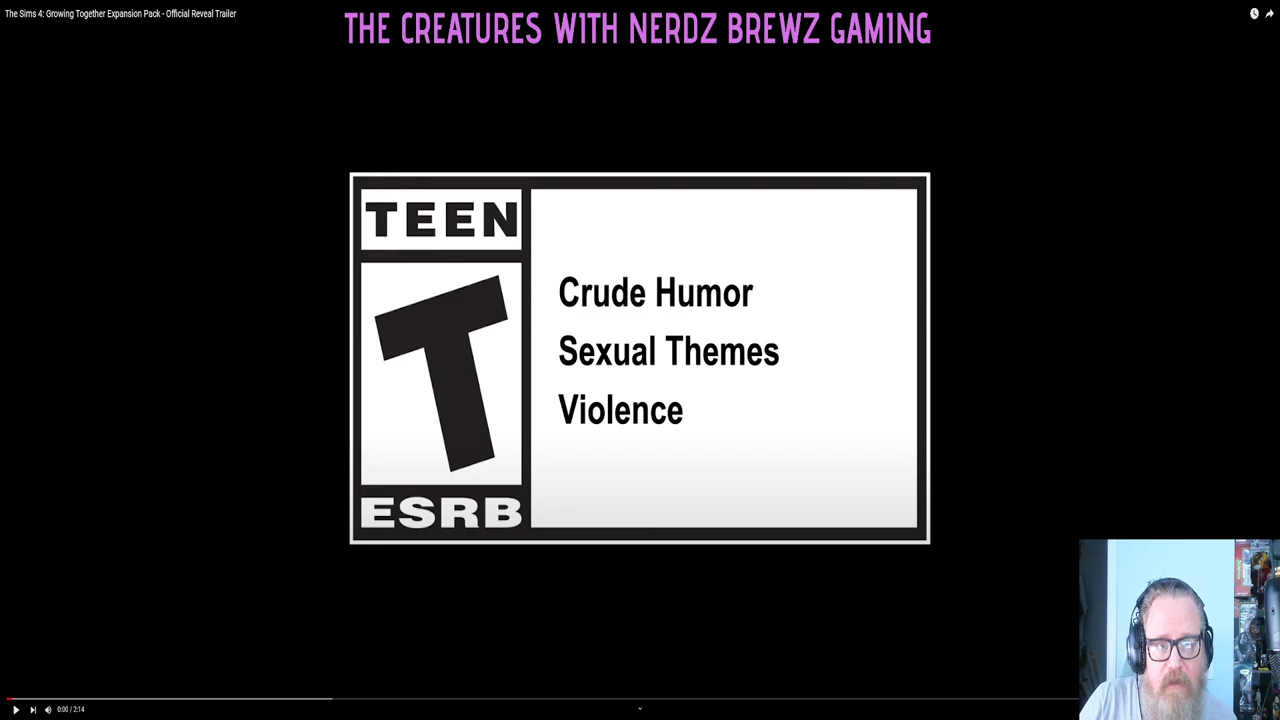 The Sims 4: Growing Together Expansion Pack - Official Reveal Trailer
THE CREATURES WITH NERDZ BREWZ GAMING
TEEN
T
ESRB
Crude Humor
Sexual Themes
Violence
0:00 / 2:14